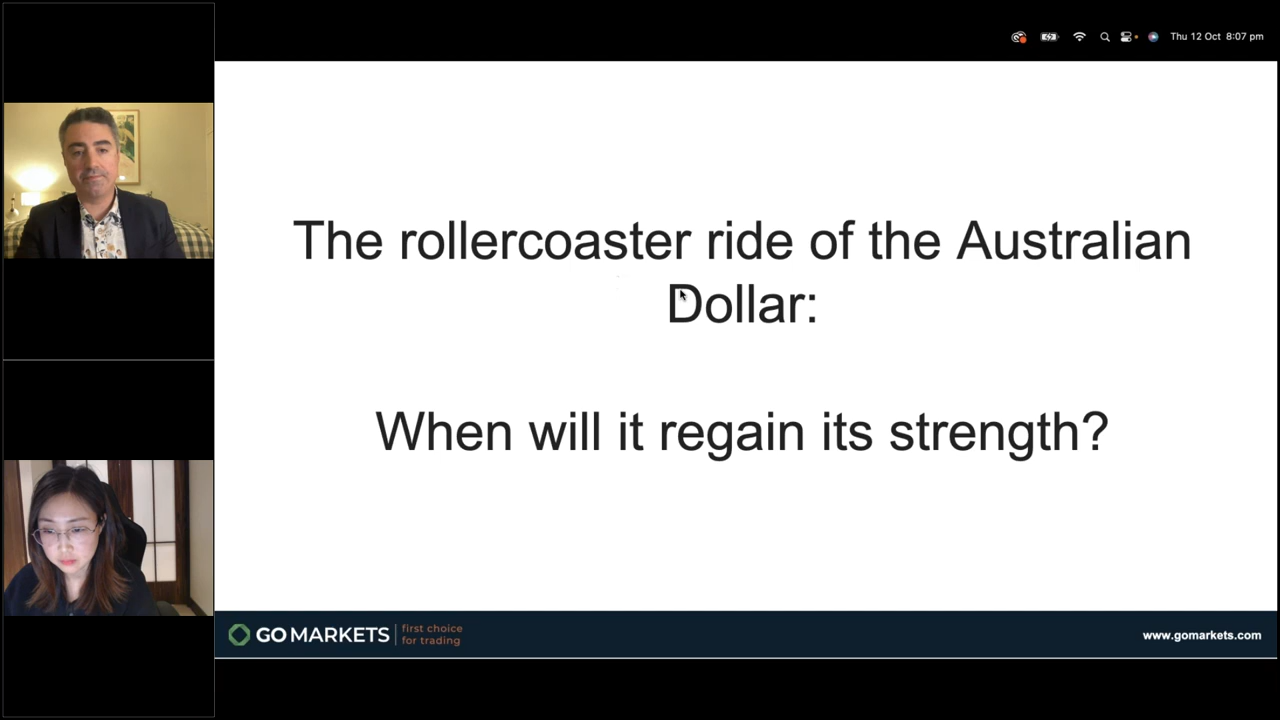 Thu 12 Oct 8:07 pm
The rollercoaster ride of the Australian
Dollar:
When will it regain its strength?
GO MARKETS
first choice
for trading
www.gomarkets.com